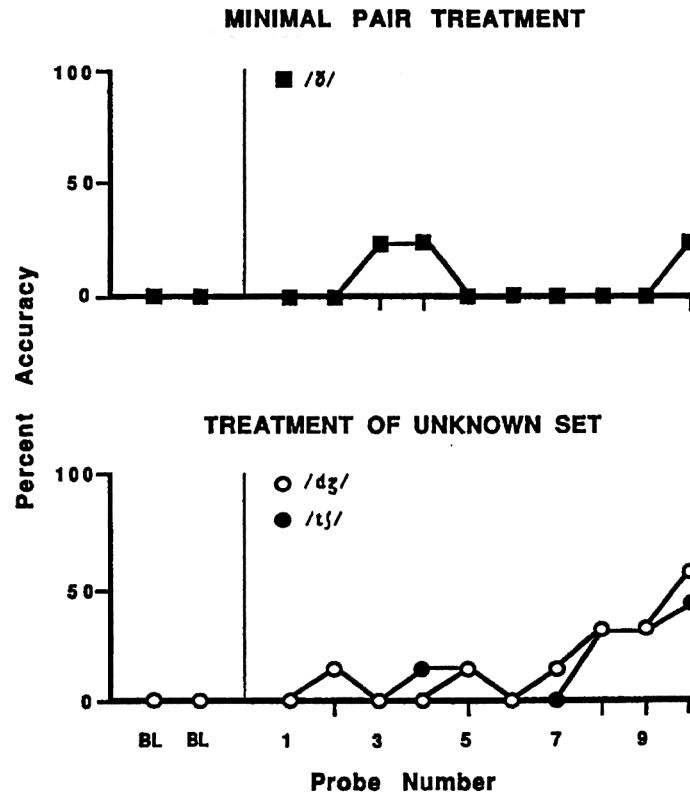 MINIMAL PAIR TREATMENT
100
/ð/
50
0
Percent Accuracy
TREATMENT OF UNKNOWN SET
100
/dʒ/
/tʃ/
50
0
BL BL 1 3 5 7 9
Probe Number